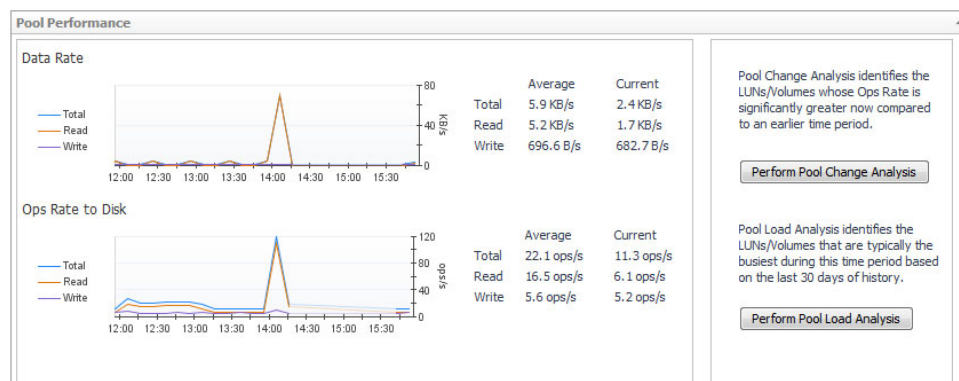 Pool Performance
Data Rate
Total
Read
Write
80
40
0
KB/s
12:00 12:30 13:00 13:30 14:00 14:30 15:00 15:30
Average Current
Total 5.9 KB/s 2.4 KB/s
Read 5.2 KB/s 1.7 KB/s
Write 696.6 B/s 682.7 B/s
Ops Rate to Disk
Total
Read
Write
120
80
40
0
ops/s
12:00 12:30 13:00 13:30 14:00 14:30 15:00 15:30
Average Current
Total 22.1 ops/s 11.3 ops/s
Read 16.5 ops/s 6.1 ops/s
Write 5.6 ops/s 5.2 ops/s
Pool Change Analysis identifies the
LUNs/Volumes whose Ops Rate is
significantly greater now compared
to an earlier time period.
Perform Pool Change Analysis
Pool Load Analysis identifies the
LUNs/Volumes that are typically the
busiest during this time period based
on the last 30 days of history.
Perform Pool Load Analysis